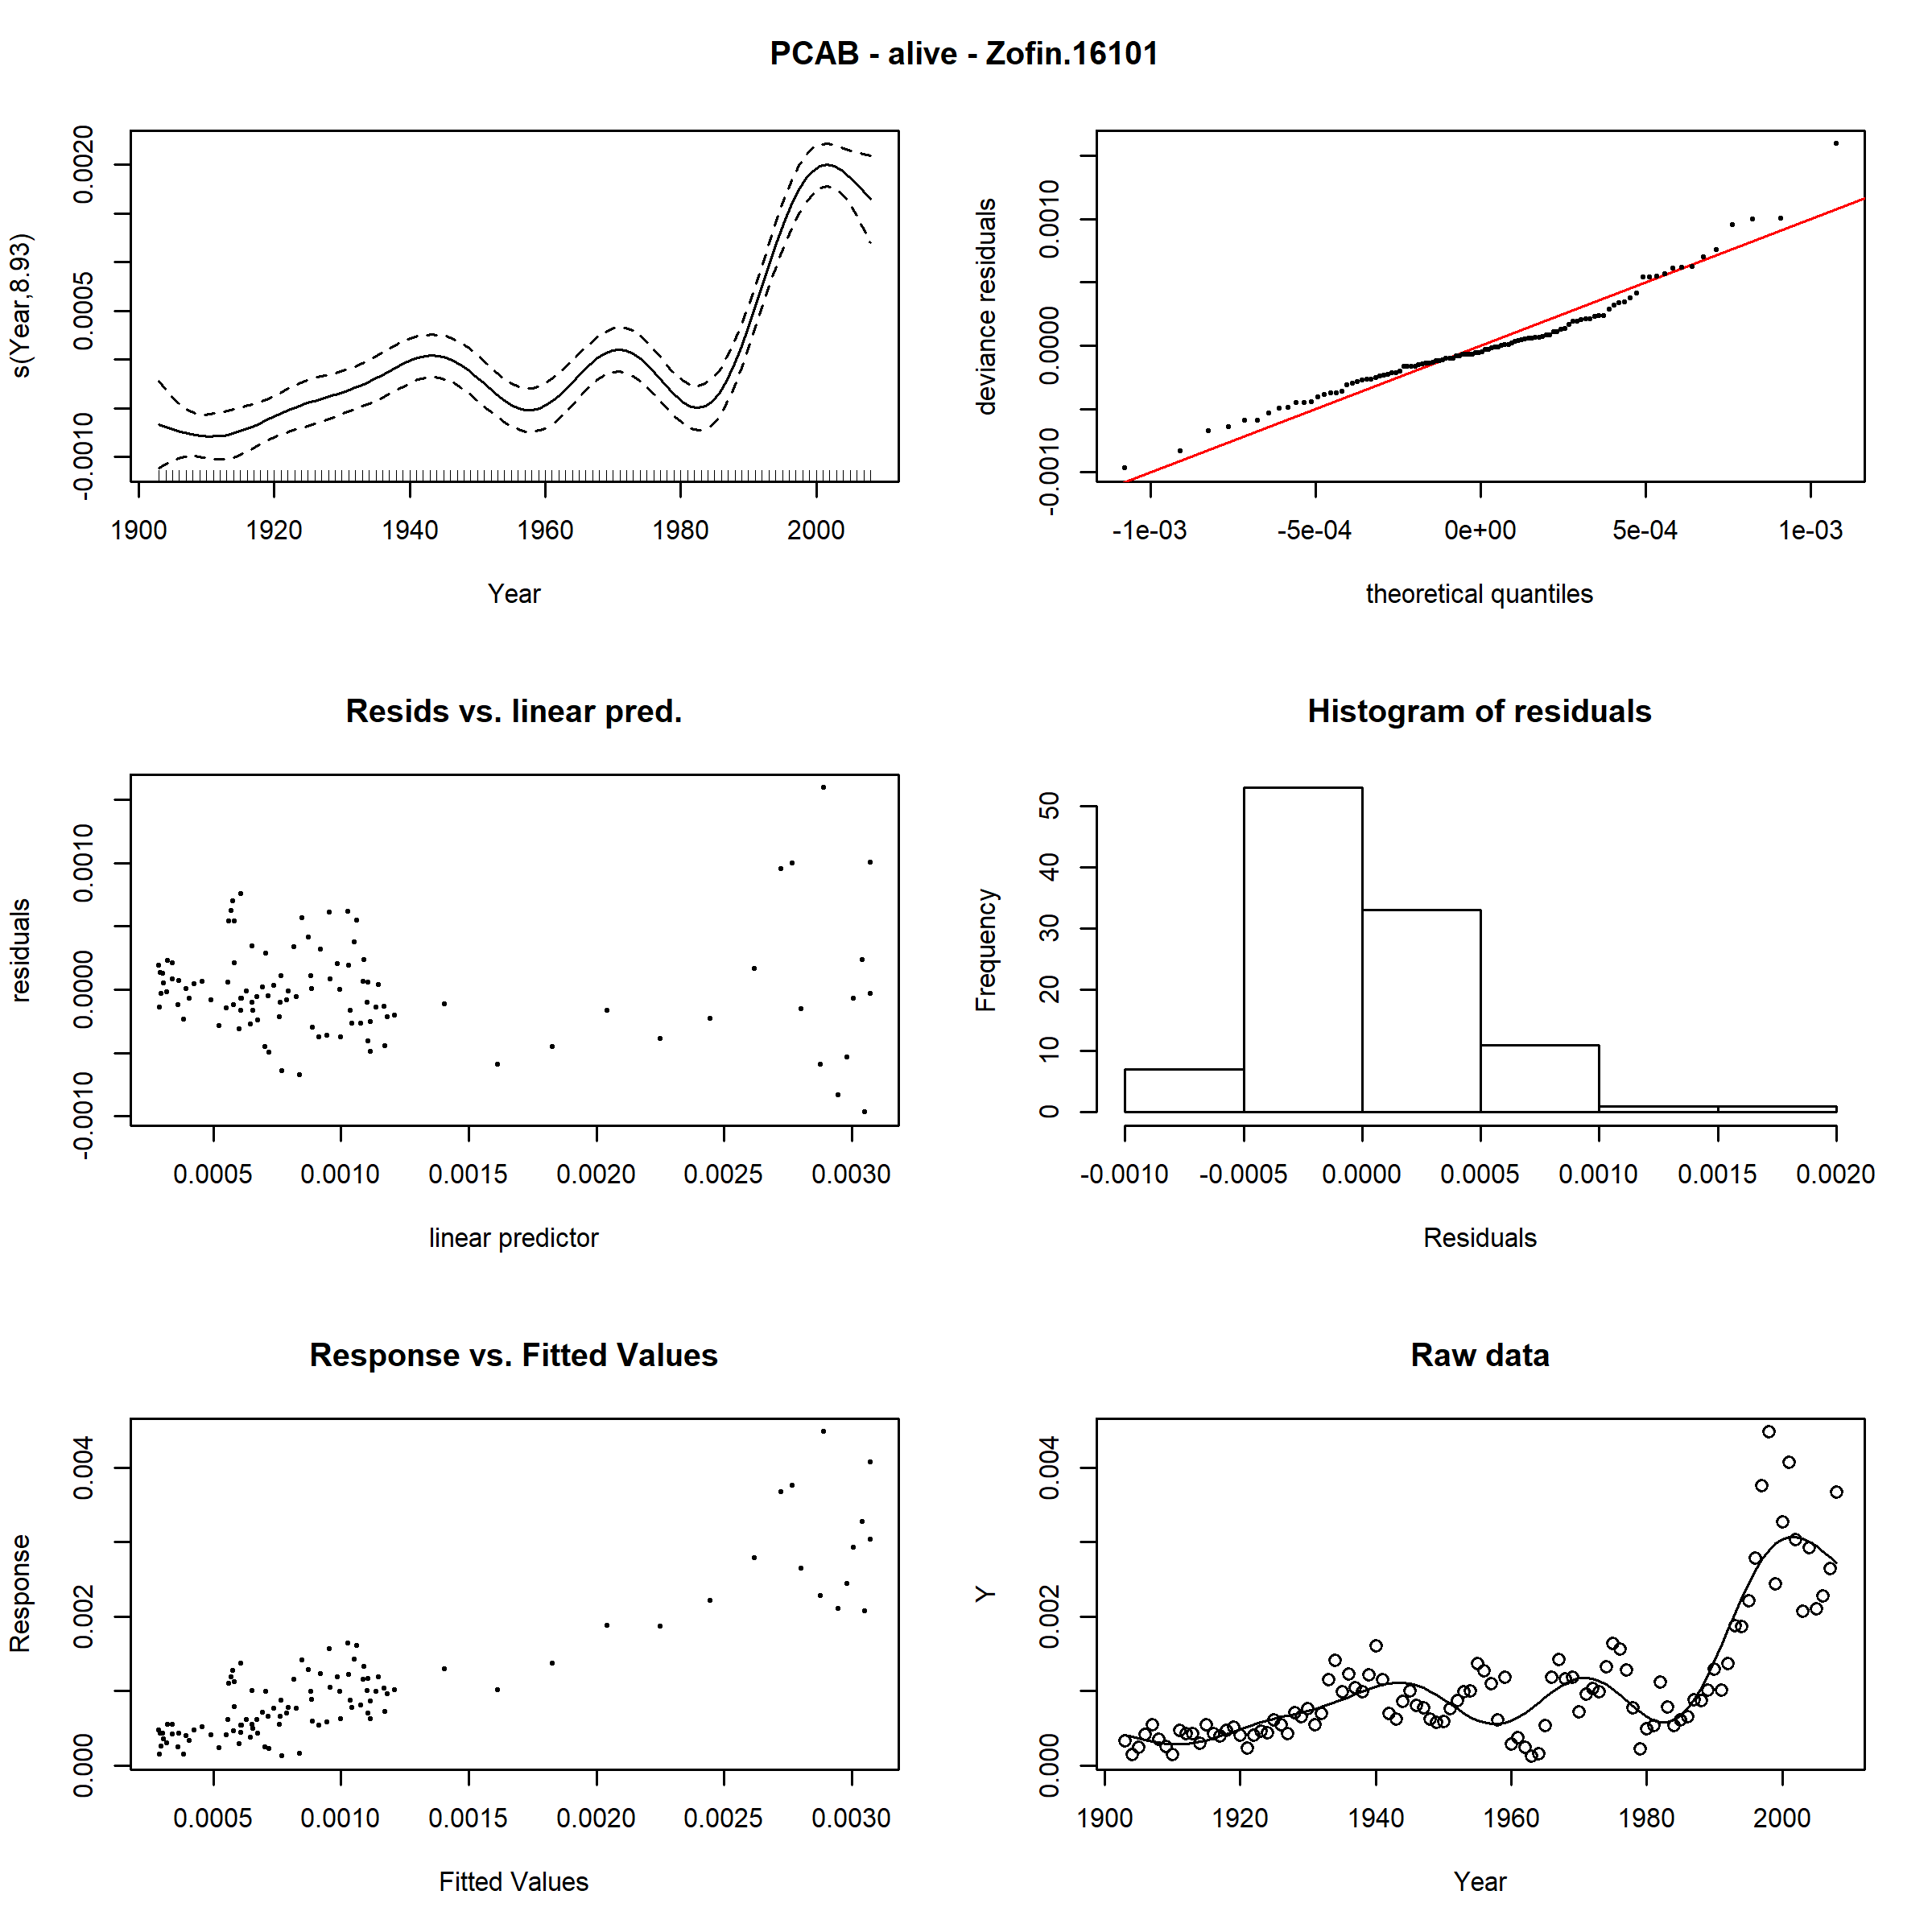 PCAB - alive - Zofin.16101
s(Year,8.93)
-0.0010 0.0005 0.0020
1900 1920 1940 1960 1980 2000
Year
deviance residuals
-0.0010 0.0000 0.0010
-1e-03 -5e-04 0e+00 5e-04 1e-03
theoretical quantiles
Resids vs. linear pred.
residuals
-0.0010 0.0000 0.0010
0.0005 0.0010 0.0015 0.0020 0.0025 0.0030
linear predictor
Histogram of residuals
Frequency
0 10 20 30 40 50
-0.0010 -0.0005 0.0000 0.0005 0.0010 0.0015 0.0020
Residuals
Response vs. Fitted Values
Response
0.000 0.002 0.004
0.0005 0.0010 0.0015 0.0020 0.0025 0.0030
Fitted Values
Raw data
Y
0.000 0.002 0.004
1900 1920 1940 1960 1980 2000
Year